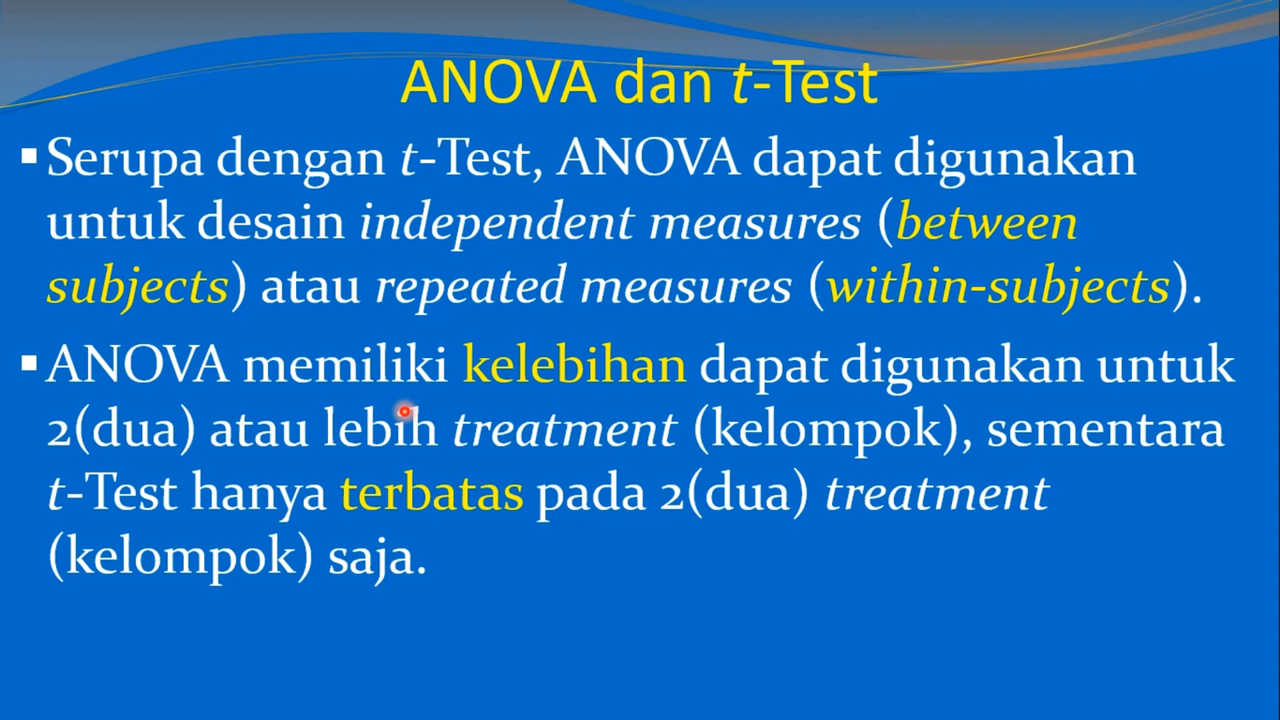 ANOVA dan t-Test
▪Serupa dengan t-Test, ANOVA dapat digunakan
untuk desain independent measures (between
subjects) atau repeated measures (within-subjects).
▪ANOVA memiliki kelebihan dapat digunakan untuk
2(dua) atau lebih treatment (kelompok), sementara
t-Test hanya terbatas pada 2(dua) treatment
(kelompok) saja.